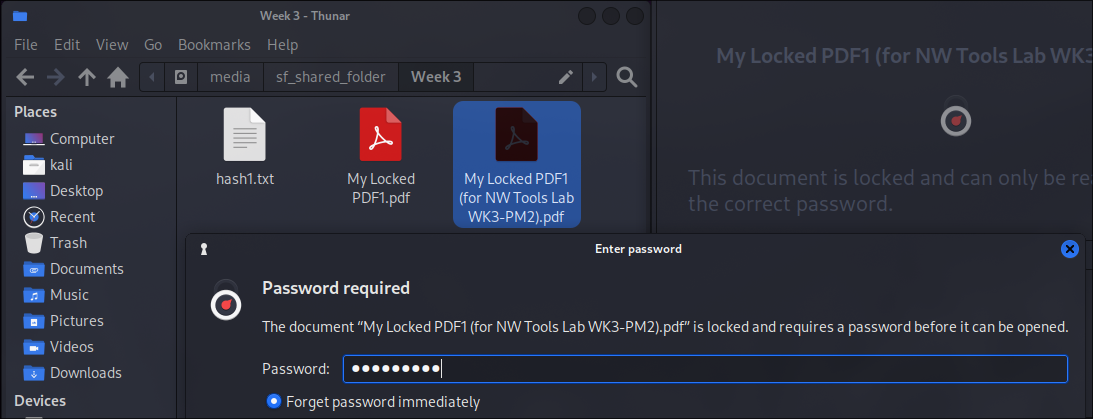 Week 3 - Thunar
File Edit View Go Bookmarks Help
media sf_shared_folder Week 3
Places
Computer
kali
Desktop
Recent
Trash
Documents
Music
Pictures
Videos
Downloads
Devices
hash1.txt
My Locked
PDF1.pdf
My Locked PDF1
(for NW Tools Lab
WK3-PM2).pdf
My Locked PDF1 (for NW Tools Lab WK3
This document is locked and can only be rea
the correct password.
Enter password
Password required
The document “My Locked PDF1 (for NW Tools Lab WK3-PM2).pdf” is locked and requires a password before it can be opened.
Password: ●●●●●●●●●
Forget password immediately